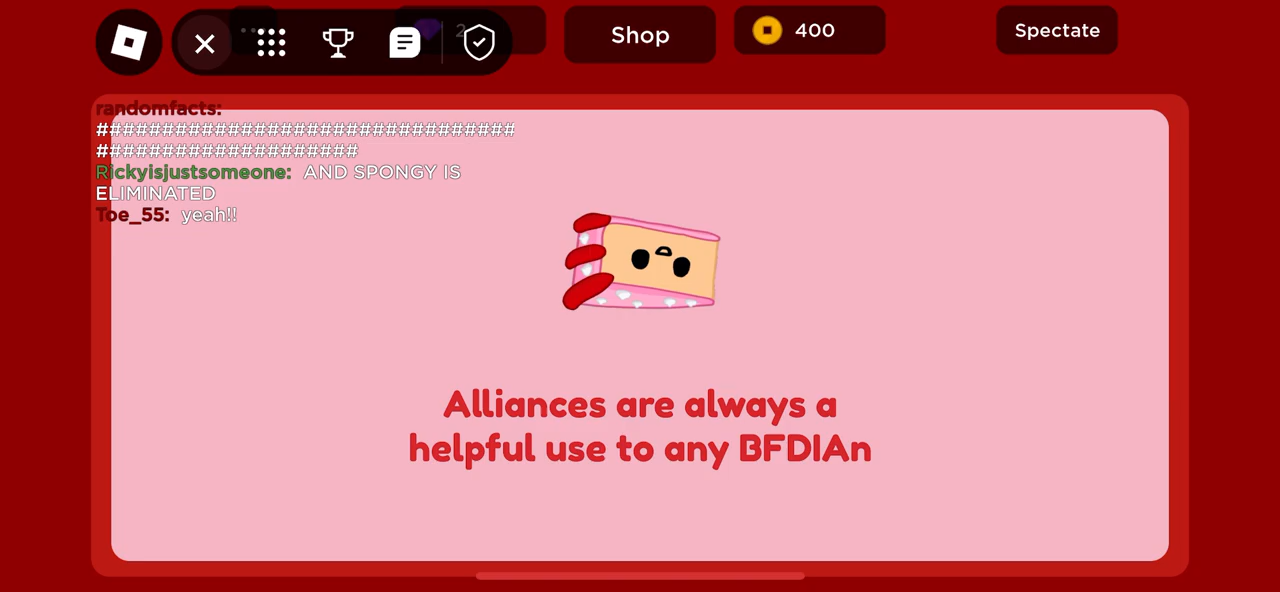 2
Shop
400
Spectate
randomfacts:
################################
####################
Rickyisjustsomeone: AND SPONGY IS
ELIMINATED
Toe_55: yeah!!
Alliances are always a
helpful use to any BFDIAn